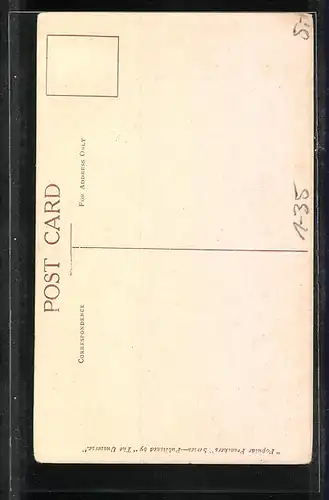 POST CARD
CORRESPONDENCE
FOR ADDRESS ONLY
"Popular Preachers" Series—Published by "The Universe."
5.-
1-35